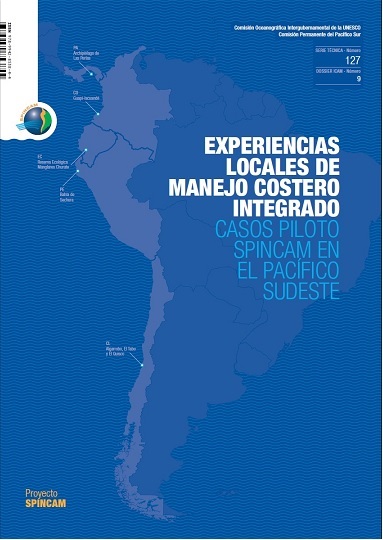 Comisión Oceanográfica Intergubernamental de la UNESCO
Comisión Permanente del Pacífico Sur
SERIE TÉCNICA - Número
127
DOSSIER ICAM - Número
9
PA
Archipiélago de
Las Perlas
CO
Guapi-Iscuandé
EC
Reserva Ecológica
Manglares Churute
PE
Bahía de
Sechura
EXPERIENCIAS
LOCALES DE
MANEJO COSTERO
INTEGRADO
CASOS PILOTO
SPINCAM EN
EL PACÍFICO
SUDESTE
Algarrobo, El Tabo
y El Quisco
Proyecto
SPÍNCAM